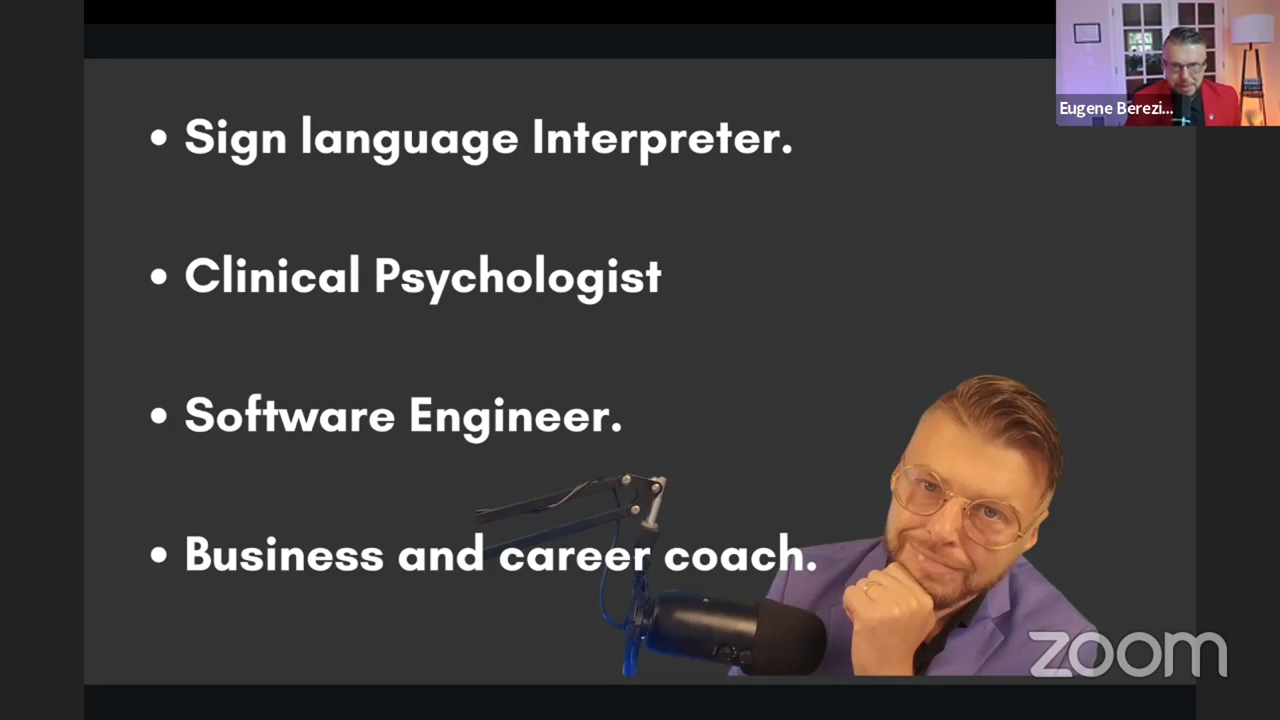 • Sign language Interpreter.
Eugene Berezi...
• Clinical Psychologist
• Software Engineer.
• Business and career coach.
zoom